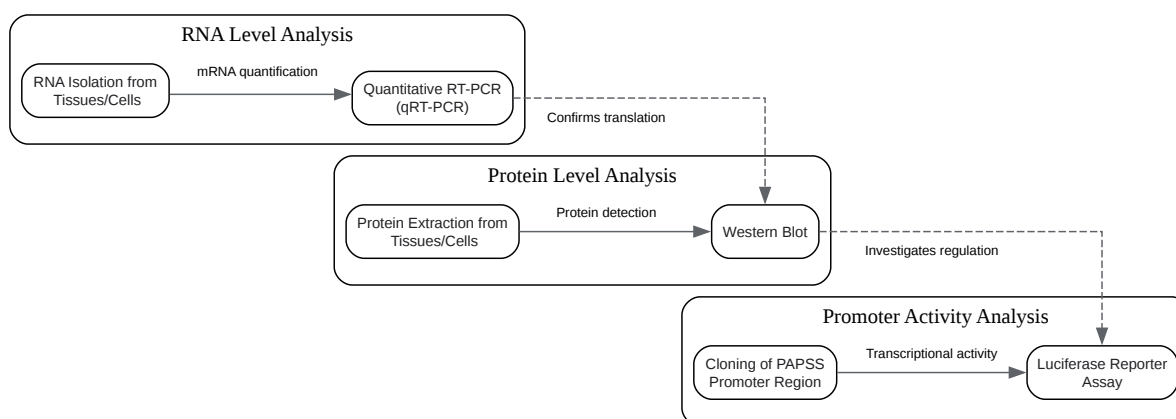 RNA Level Analysis
RNA Isolation from
Tissues/Cells
mRNA quantification
Quantitative RT-PCR
(qRT-PCR)
Confirms translation
Protein Level Analysis
Protein Extraction from
Tissues/Cells
Protein detection
Western Blot
Investigates regulation
Promoter Activity Analysis
Cloning of PAPSS
Promoter Region
Transcriptional activity
Luciferase Reporter
Assay